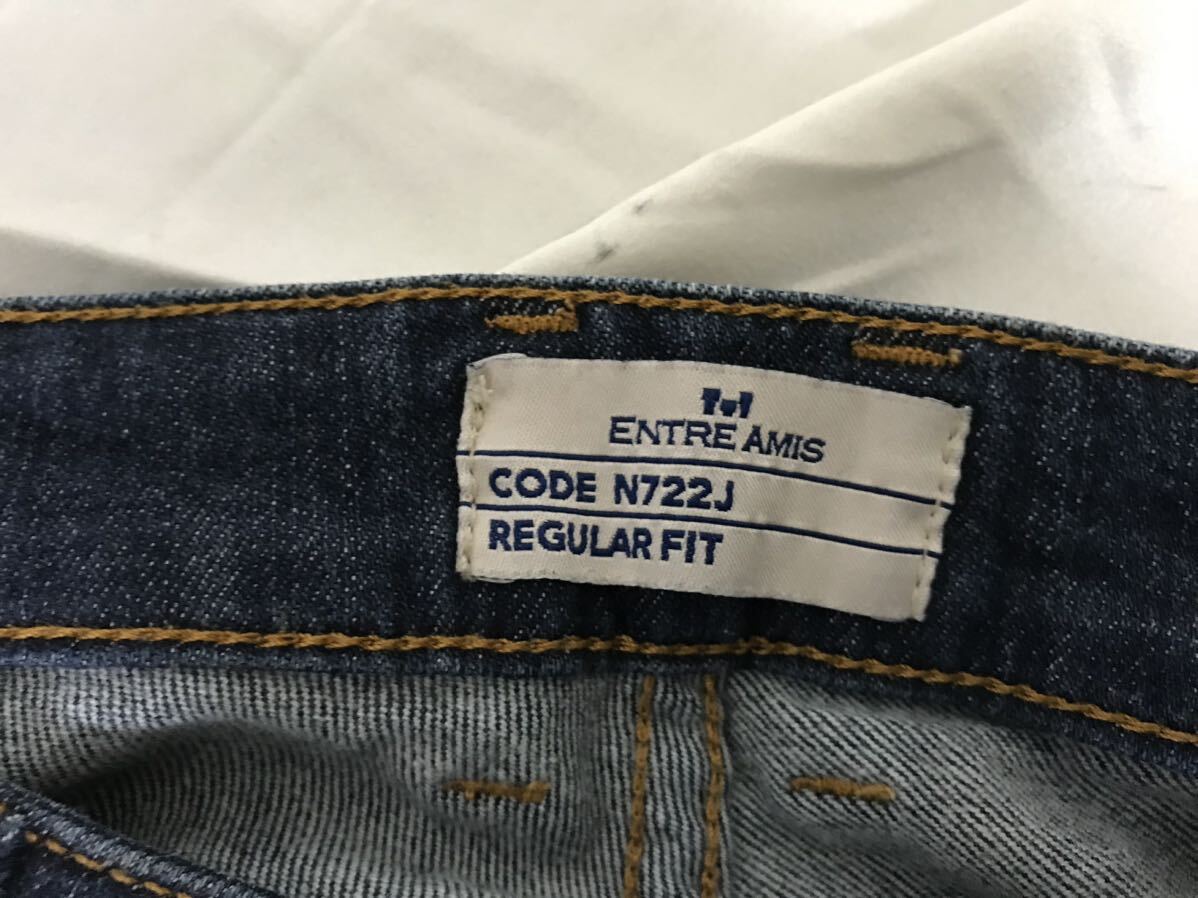 ENTRE AMIS
CODE N722J
REGULAR FIT